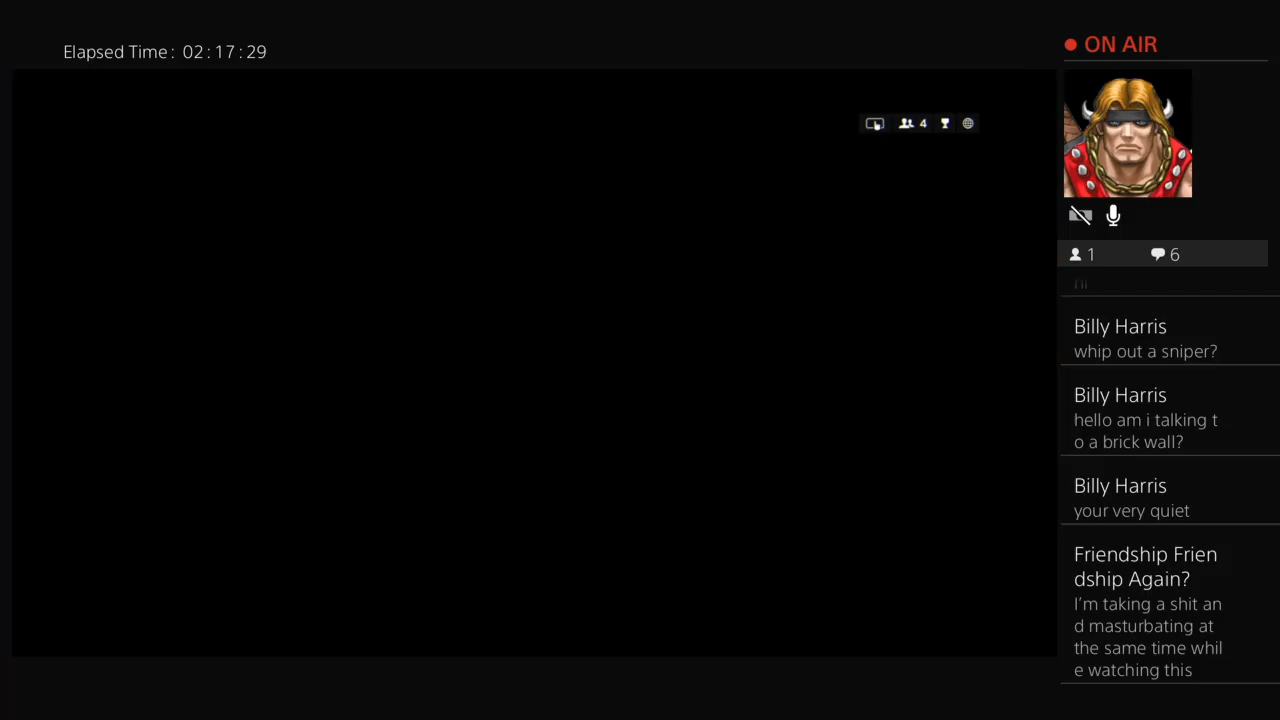 Elapsed Time: 02:17:29
ON AIR
4
1
6
Billy Harris
whip out a sniper?
Billy Harris
hello am i talking t
o a brick wall?
Billy Harris
your very quiet
Friendship Frien
dship Again?
I'm taking a shit an
d masturbating at
the same time whil
e watching this